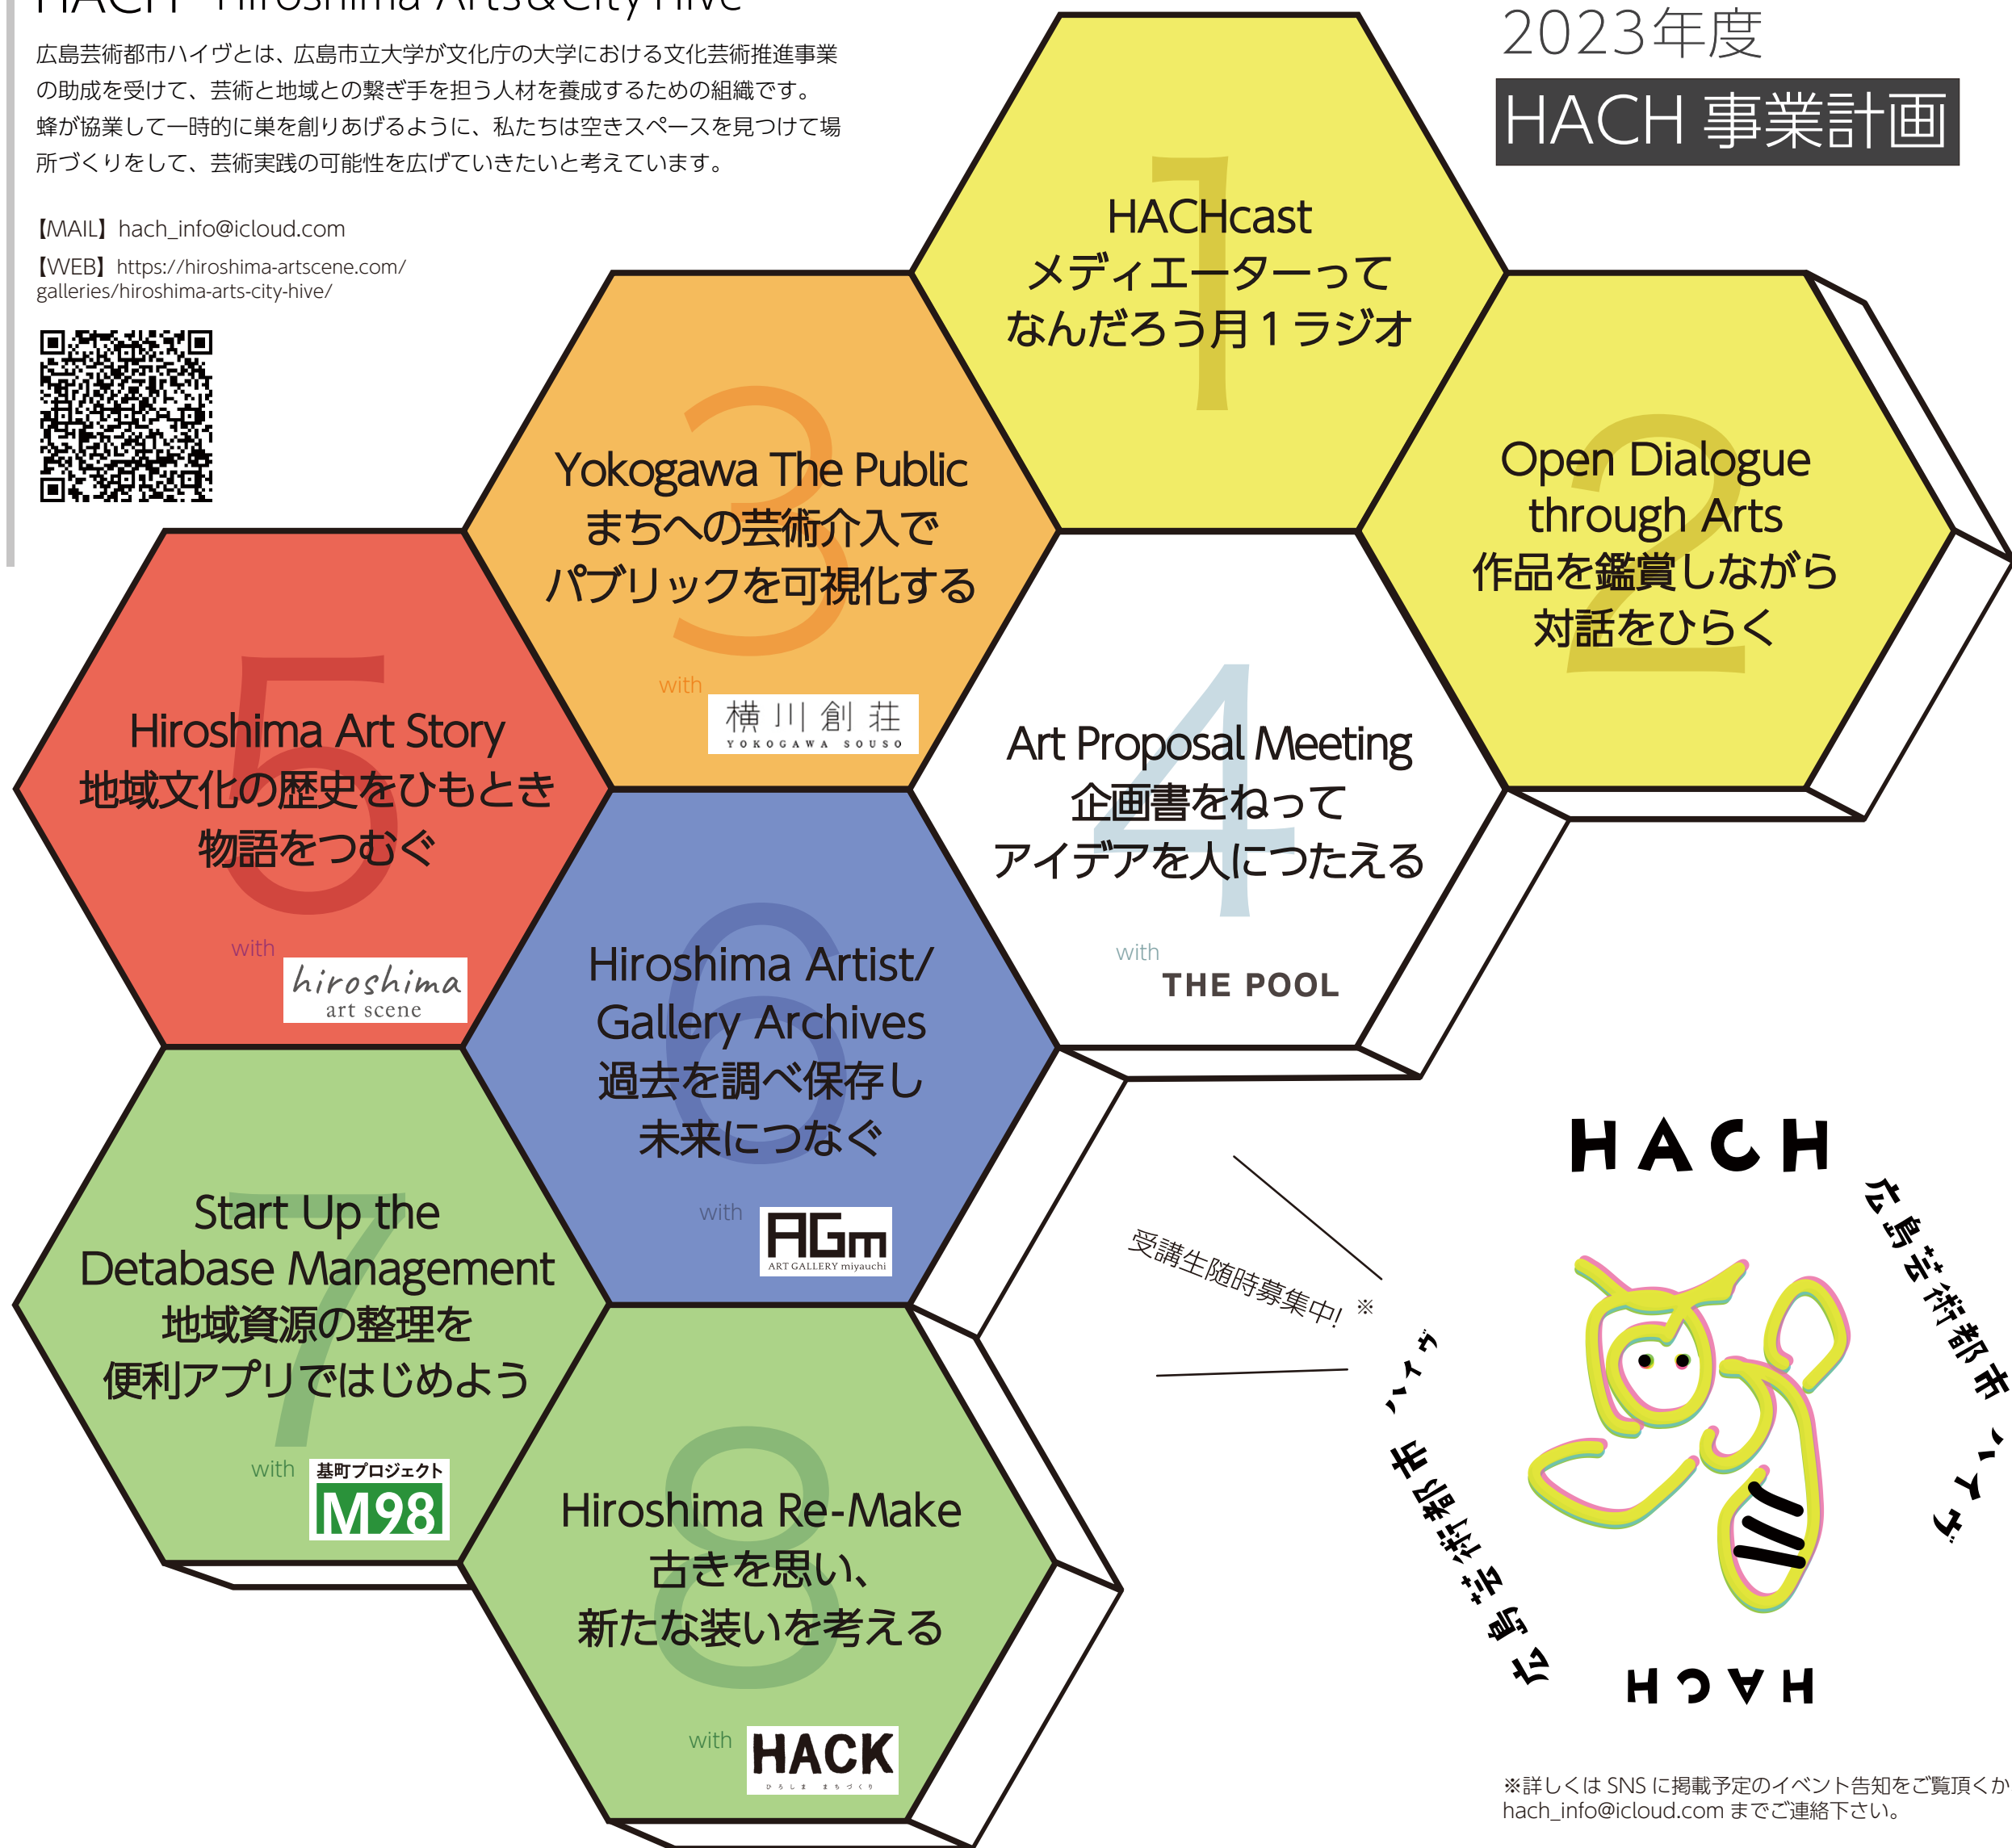 HACH Hiroshima Arts&City Hive
広島芸術都市ハイヴとは、広島市立大学が文化庁の大学における文化芸術推進事業
の助成を受けて、芸術と地域との繋ぎ手を担う人材を養成するための組織です。
蜂が協業して一時的に巣を創りあげるように、私たちは空きスペースを見つけて場
所づくりをして、芸術実践の可能性を広げていきたいと考えています。
【MAIL】hach_info@icloud.com
【WEB】https://hiroshima-artscene.com/
galleries/hiroshima-arts-city-hive/
2023年度
HACH 事業計画
1
HACHcast
メディエーターって
なんだろう月1ラジオ
2
Open Dialogue
through Arts
作品を鑑賞しながら
対話をひらく
3
Yokogawa The Public
まちへの芸術介入で
パブリックを可視化する
with
横川創荘
YOKOGAWA SOUSO
4
Art Proposal Meeting
企画書をねって
アイデアを人につたえる
with
THE POOL
5
Hiroshima Art Story
地域文化の歴史をひもとき
物語をつむぐ
with
hiroshima
art scene
6
Hiroshima Artist/
Gallery Archives
過去を調べ保存し
未来につなぐ
with
AGm
ART GALLERY miyauchi
7
Start Up the
Detabase Management
地域資源の整理を
便利アプリではじめよう
with
基町プロジェクト
M98
8
Hiroshima Re-Make
古きを思い、
新たな装いを考える
with
HACK
ひろしま まちづくり
受講生随時募集中! ※
HACH
広島芸術都市 ハイヴ
広島芸術都市 ハイヴ
HACH
※詳しくは SNS に掲載予定のイベント告知をご覧頂くか
hach_info@icloud.com までご連絡下さい。